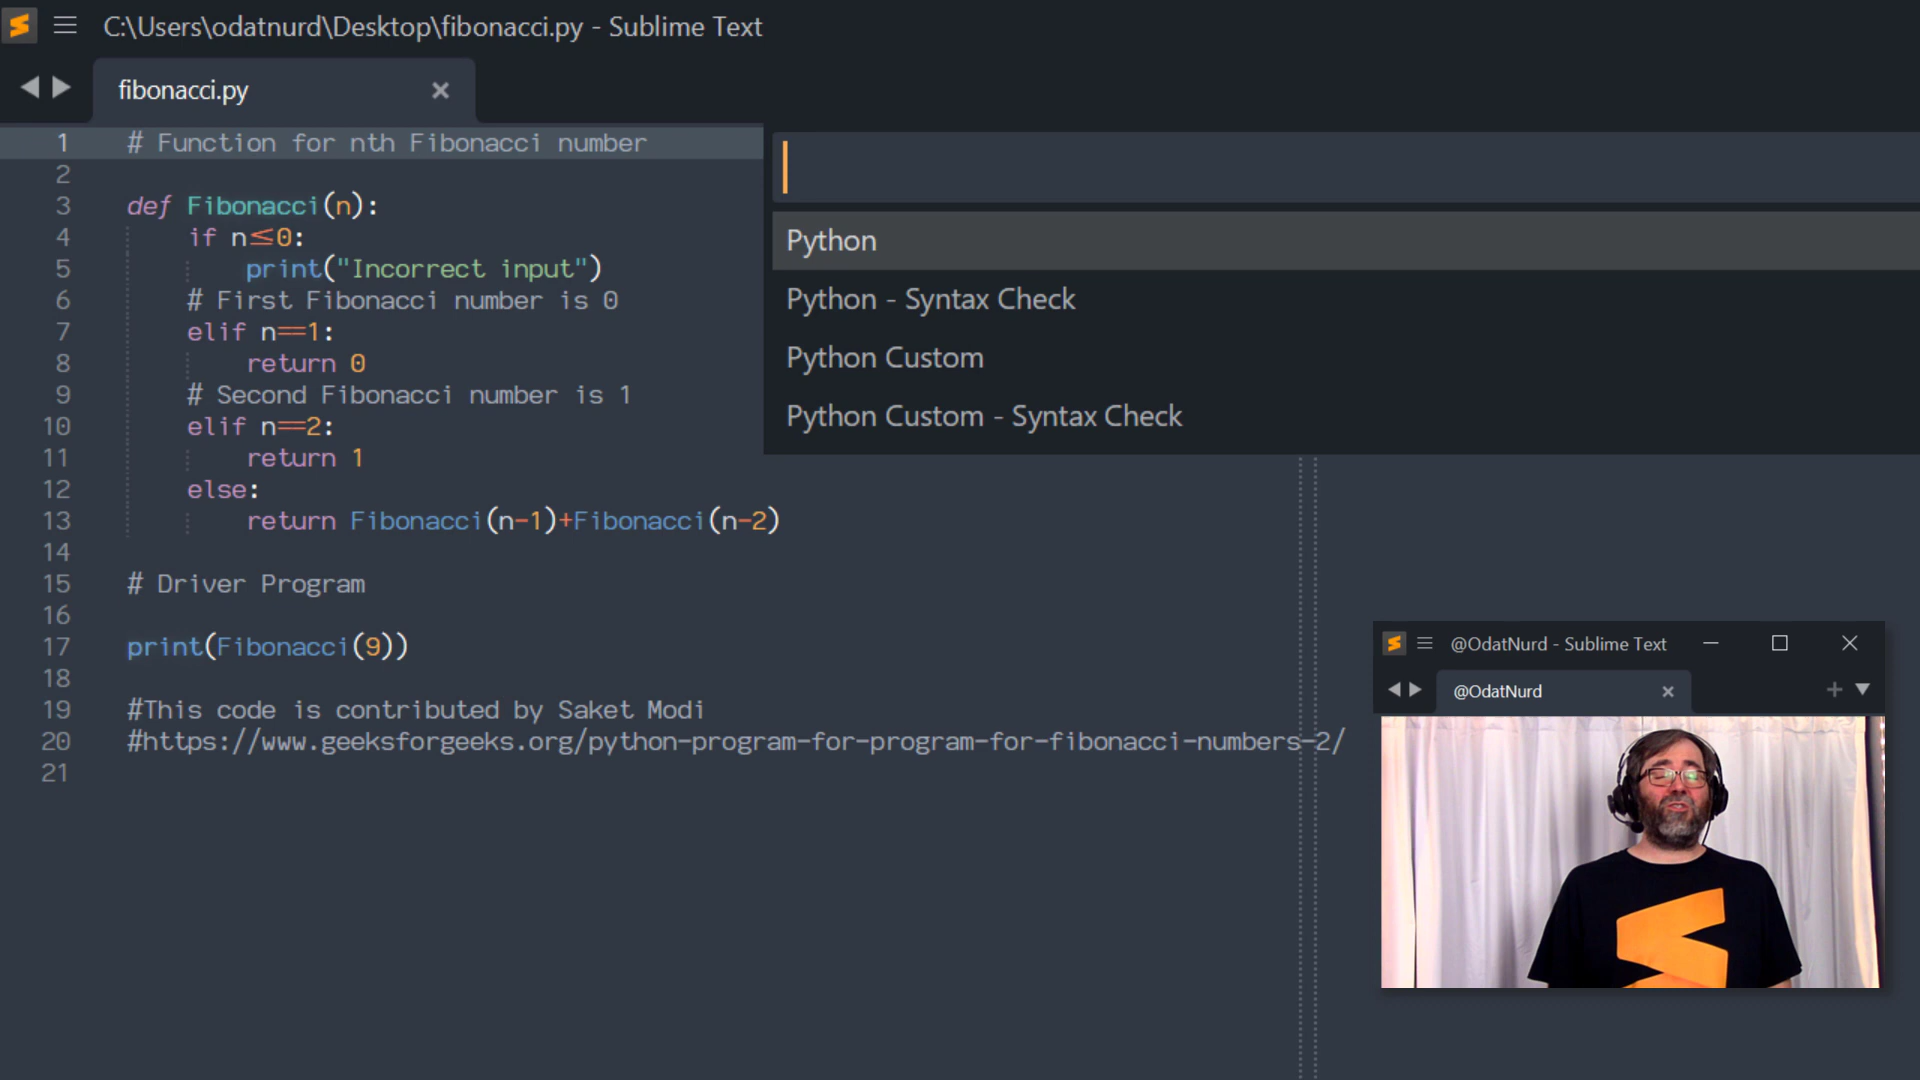 C:\Users\odatnurd\Desktop\fibonacci.py - Sublime Text
fibonacci.py
1 # Function for nth Fibonacci number
2
3 def Fibonacci(n):
4 if n≤0:
5 print("Incorrect input")
6 # First Fibonacci number is 0
7 elif n==1:
8 return 0
9 # Second Fibonacci number is 1
10 elif n==2:
11 return 1
12 else:
13 return Fibonacci(n-1)+Fibonacci(n-2)
14
15 # Driver Program
16
17 print(Fibonacci(9))
18
19 #This code is contributed by Saket Modi
20 #https://www.geeksforgeeks.org/python-program-for-program-for-fibonacci-numbers-2/
21
Python
Python - Syntax Check
Python Custom
Python Custom - Syntax Check
@OdatNurd - Sublime Text
@OdatNurd